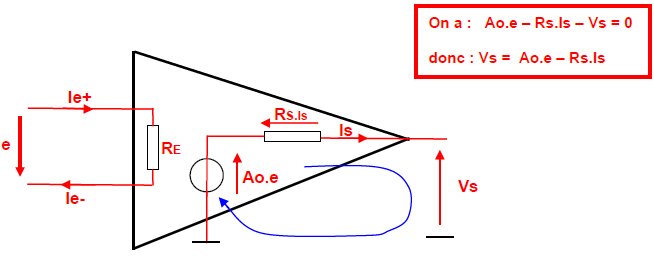 On a : Ao.e – Rs.Is – Vs = 0
donc : Vs = Ao.e – Rs.Is
Ie+
Rs.Is
Is
e
RE
Ao.e
Vs
Ie-